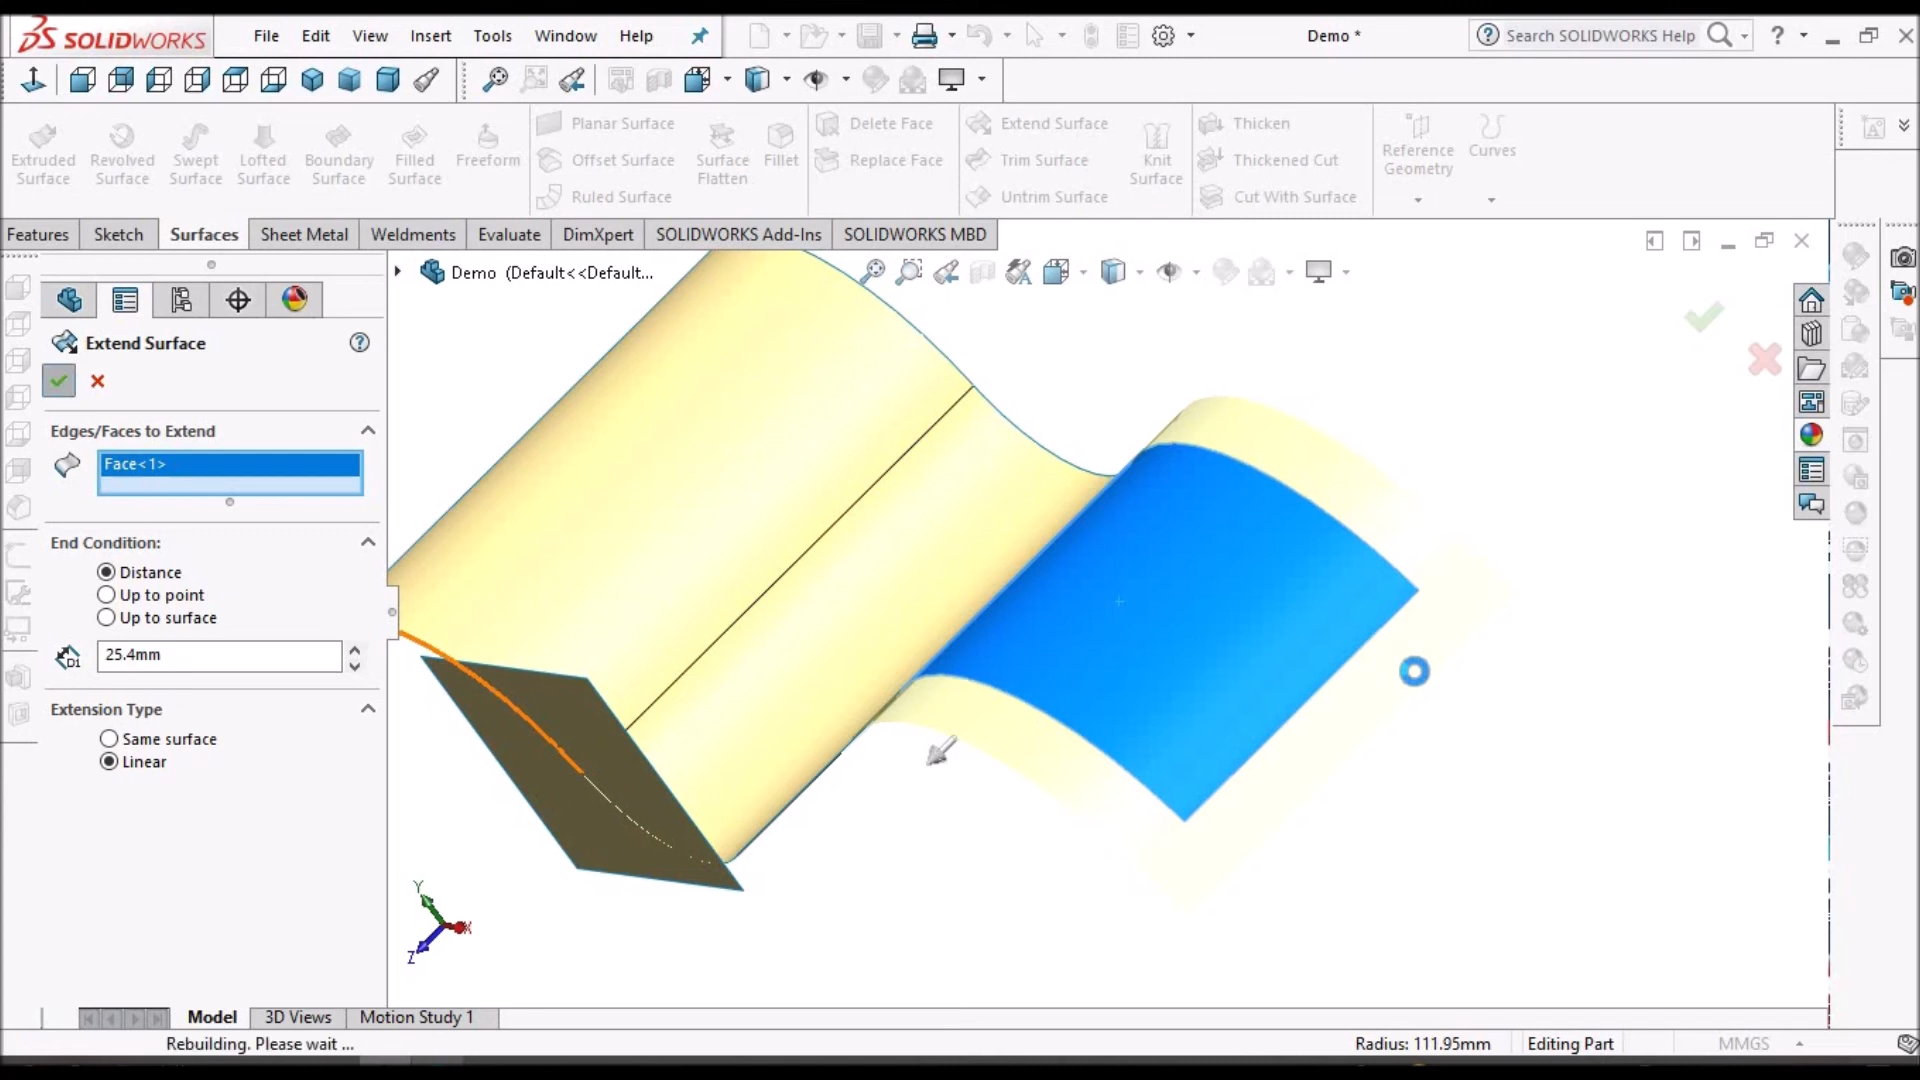 SOLIDWORKS File Edit View Insert Tools Window Help Demo * Search SOLIDWORKS Help
Extruded Surface
Revolved Surface
Swept Surface
Lofted Surface
Boundary Surface
Filled Surface
Freeform
Planar Surface
Offset Surface
Ruled Surface
Surface Flatten
Fillet
Delete Face
Replace Face
Extend Surface
Trim Surface
Untrim Surface
Knit Surface
Thicken
Thickened Cut
Cut With Surface
Reference Geometry
Curves
Features Sketch Surfaces Sheet Metal Weldments Evaluate DimXpert SOLIDWORKS Add-Ins SOLIDWORKS MBD
Demo (Default<<Default...
Extend Surface
Edges/Faces to Extend
Face<1>
End Condition:
Distance
Up to point
Up to surface
D1
25.4mm
Extension Type
Same surface
Linear
Y
X
Z
Model 3D Views Motion Study 1
Rebuilding. Please wait ... Radius: 111.95mm Editing Part MMGS